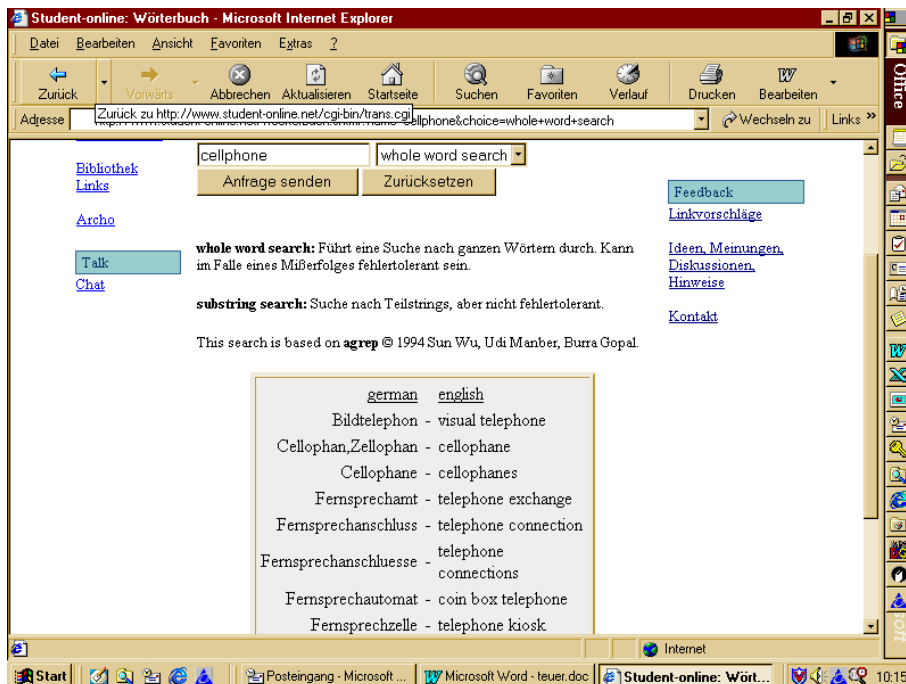 Student-online: Wörterbuch - Microsoft Internet Explorer
Datei Bearbeiten Ansicht Favoriten Extras ?
Zurück Vorwärts Abbrechen Aktualisieren Startseite Suchen Favoriten Verlauf Drucken Bearbeiten
Zurück zu http://www.student-online.net/cgi-bin/trans.cgi
Adresse cellphone&choice=whole+word+search Wechseln zu Links »
Office
cellphone whole word search
Anfrage senden Zurücksetzen
Bibliothek
Links
Archo
Talk
Chat
whole word search: Führt eine Suche nach ganzen Wörtern durch. Kann
im Falle eines Mißerfolges fehlertolerant sein.
substring search: Suche nach Teilstrings, aber nicht fehlertolerant.
This search is based on agrep © 1994 Sun Wu, Udi Manber, Burra Gopal.
Feedback
Linkvorschläge
Ideen, Meinungen,
Diskussionen,
Hinweise
Kontakt
german english
Bildtelephon - visual telephone
Cellophan,Zellophan - cellophane
Cellophane - cellophanes
Fernsprechamt - telephone exchange
Fernsprechanschluss - telephone connection
Fernsprechanschluesse - telephone
connections
Fernsprechautomat - coin box telephone
Fernsprechzelle - telephone kiosk
Internet
Start Posteingang - Microsoft ... Microsoft Word - teuer.doc Student-online: Wört... 10:15